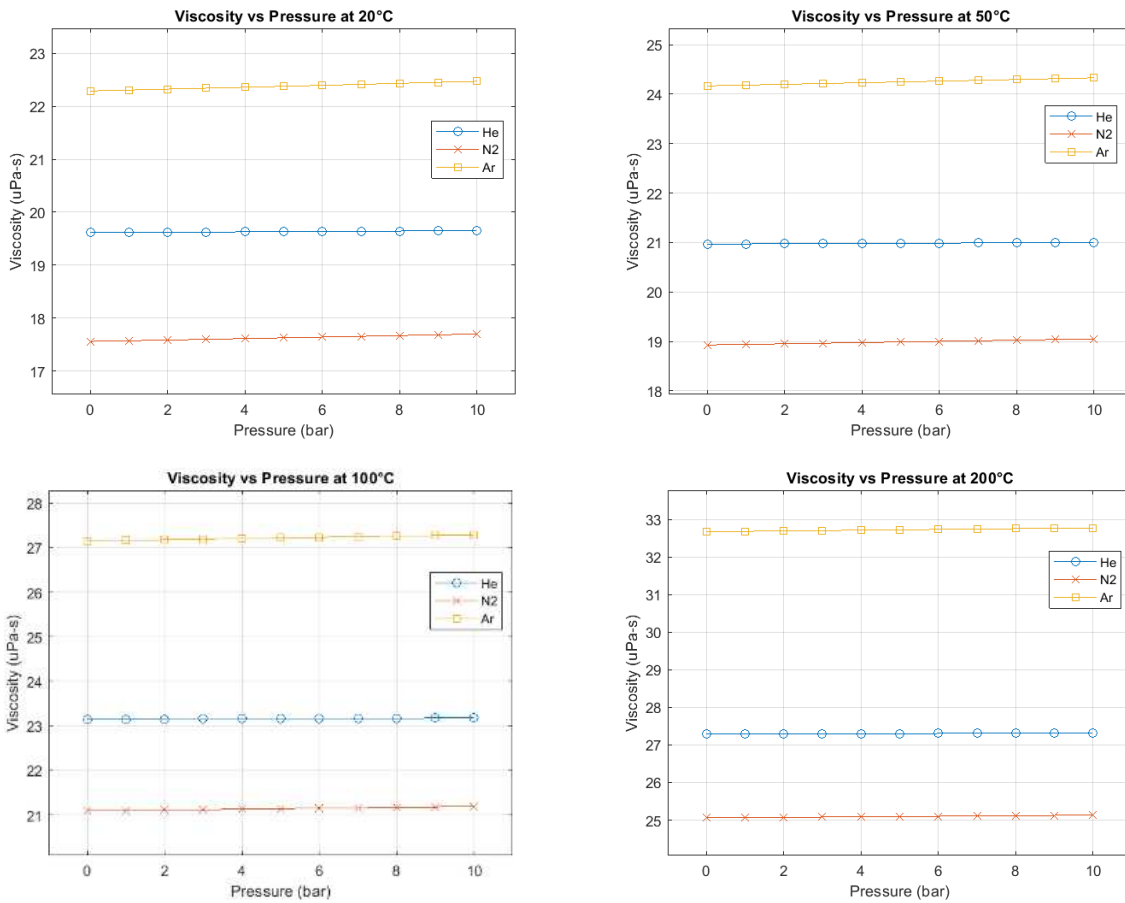 Viscosity vs Pressure at 20°C
23
22
21
20
19
18
17
Viscosity (uPa-s)
He
N2
Ar
0 2 4 6 8 10
Pressure (bar)
Viscosity vs Pressure at 50°C
25
24
23
22
21
20
19
18
Viscosity (uPa-s)
He
N2
Ar
0 2 4 6 8 10
Pressure (bar)
Viscosity vs Pressure at 100°C
28
27
26
25
24
23
22
21
Viscosity (uPa-s)
He
N2
Ar
0 2 4 6 8 10
Pressure (bar)
Viscosity vs Pressure at 200°C
33
32
31
30
29
28
27
26
25
Viscosity (uPa-s)
He
N2
Ar
0 2 4 6 8 10
Pressure (bar)